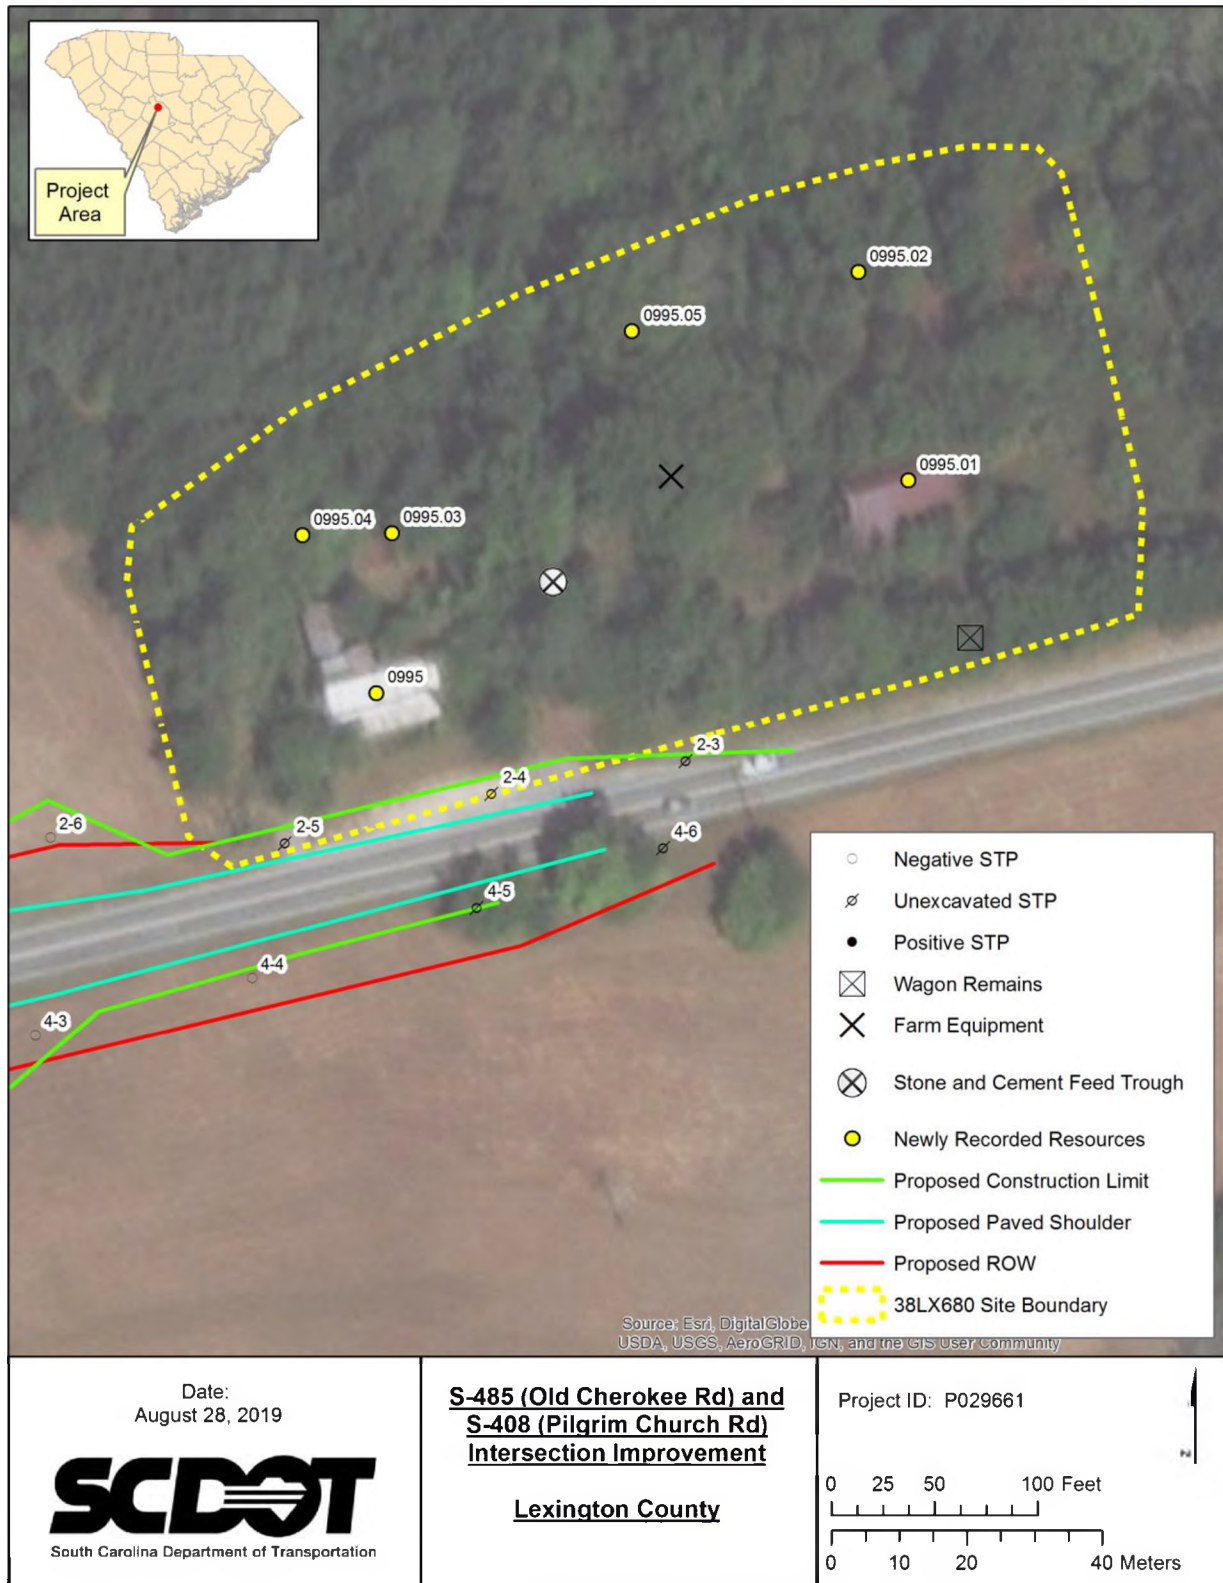 Project
Area
0995.02
0995.05
0995.01
0995.04
0995.03
0995
2-3
2-4
2-5
2-6
4-6
4-5
4-4
4-3
Negative STP
Unexcavated STP
Positive STP
Wagon Remains
Farm Equipment
Stone and Cement Feed Trough
Newly Recorded Resources
Proposed Construction Limit
Proposed Paved Shoulder
Proposed ROW
38LX680 Site Boundary
Source: Esri, DigitalGlobe
USDA, USGS, AeroGRID, IGN, and the GIS User Community
Date:
August 28, 2019
SCDOT
South Carolina Department of Transportation
S-485 (Old Cherokee Rd) and
S-408 (Pilgrim Church Rd)
Intersection Improvement
Lexington County
Project ID: P029661
0 25 50 100 Feet
0 10 20 40 Meters